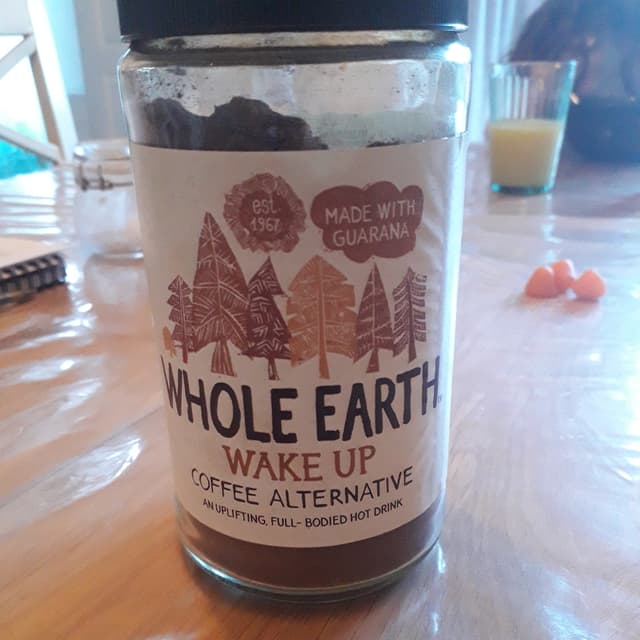 est.
1967
MADE WITH
GUARANA
WHOLE EARTH
WAKE UP
COFFEE ALTERNATIVE
AN UPLIFTING, FULL- BODIED HOT DRINK